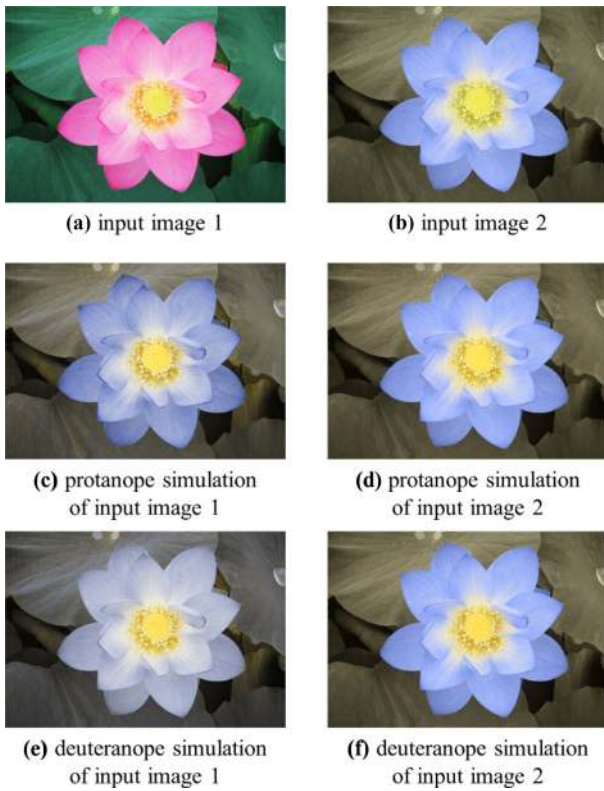 (a) input image 1
(b) input image 2
(c) protanope simulation
of input image 1
(d) protanope simulation
of input image 2
(e) deuteranope simulation
of input image 1
(f) deuteranope simulation
of input image 2